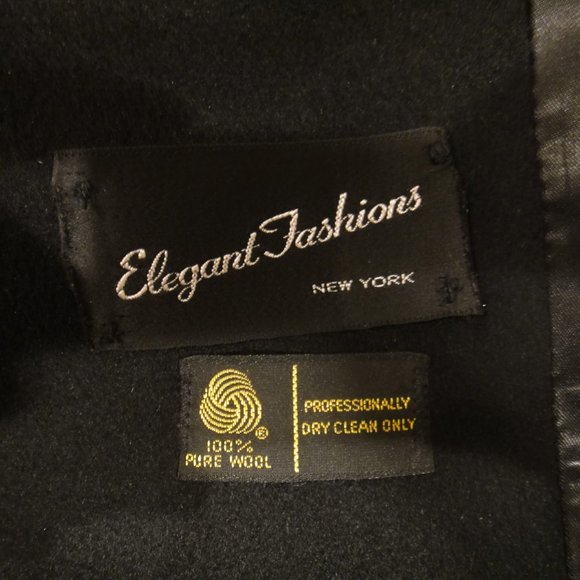 Elegant Fashions
NEW YORK
®
100%
PURE WOOL
PROFESSIONALLY
DRY CLEAN ONLY